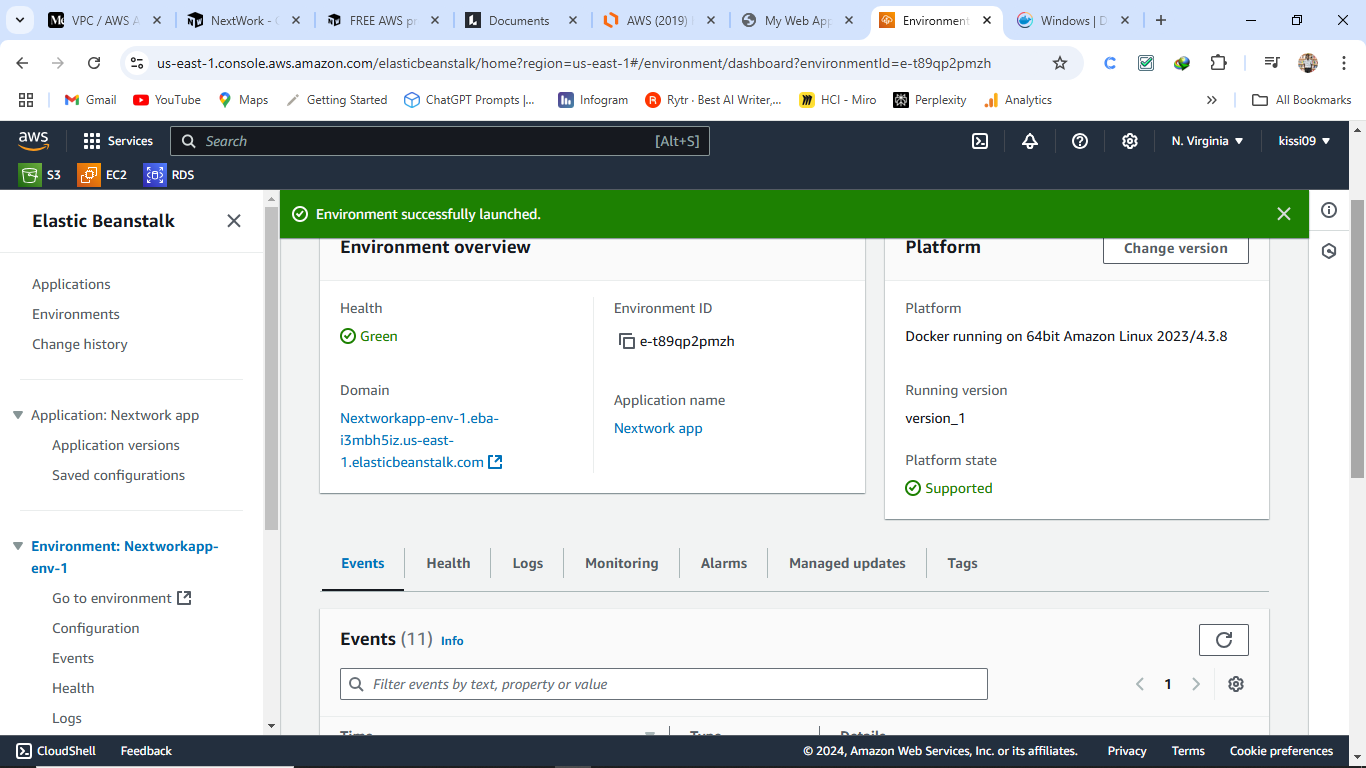 VPC / AWS A
NextWork - C
FREE AWS pr
Documents
AWS (2019)
My Web App
Environment
Windows | D
us-east-1.console.aws.amazon.com/elasticbeanstalk/home?region=us-east-1#/environment/dashboard?environmentId=e-t89qp2pmzh
Gmail
YouTube
Maps
Getting Started
ChatGPT Prompts |...
Infogram
Rytr · Best AI Writer,...
HCI - Miro
Perplexity
Analytics
All Bookmarks
aws
Services
Search
[Alt+S]
N. Virginia
kissi09
S3
EC2
RDS
Elastic Beanstalk
Applications
Environments
Change history
Application: Nextwork app
Application versions
Saved configurations
Environment: Nextworkapp-
env-1
Go to environment
Configuration
Events
Health
Logs
Environment successfully launched.
Environment overview
Health
Green
Domain
Nextworkapp-env-1.eba-
i3mbh5iz.us-east-
1.elasticbeanstalk.com
Environment ID
e-t89qp2pmzh
Application name
Nextwork app
Platform
Change version
Platform
Docker running on 64bit Amazon Linux 2023/4.3.8
Running version
version_1
Platform state
Supported
Events
Health
Logs
Monitoring
Alarms
Managed updates
Tags
Events (11) Info
Filter events by text, property or value
1
Time
Type
Details
CloudShell
Feedback
© 2024, Amazon Web Services, Inc. or its affiliates.
Privacy
Terms
Cookie preferences